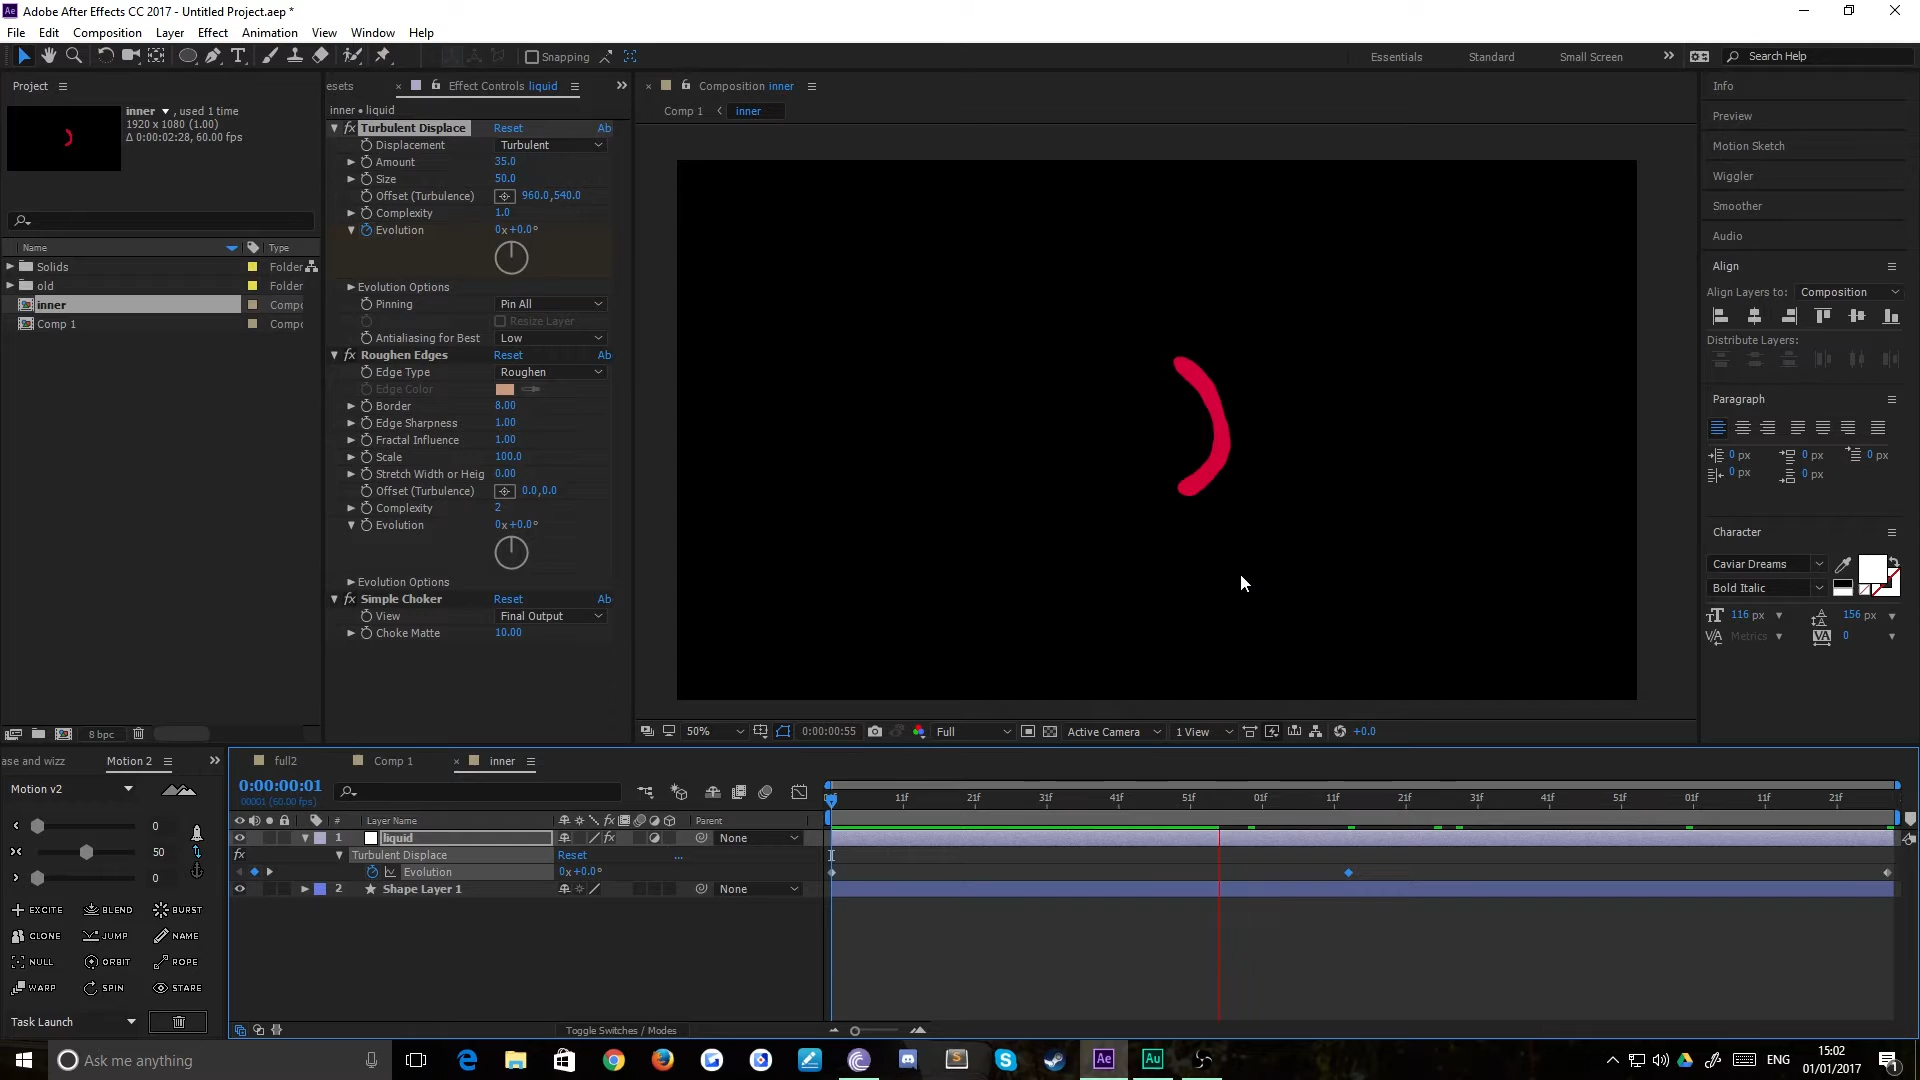 Adobe After Effects CC 2017 - Untitled Project.aep *
File Edit Composition Layer Effect Animation View Window Help
Snapping
Essentials Standard Small Screen Search Help
Project
inner , used 1 time
1920 x 1080 (1.00)
Δ 0:00:02:28, 60.00 fps
Name Type
Solids Folder
old Folder
inner Compo
Comp 1 Compo
8 bpc
esets Effect Controls liquid
inner • liquid
fx Turbulent Displace Reset Ab
Displacement Turbulent
Amount 35.0
Size 50.0
Offset (Turbulence) 960.0,540.0
Complexity 1.0
Evolution 0x+0.0°
Evolution Options
Pinning Pin All
Resize Layer
Antialiasing for Best Low
fx Roughen Edges Reset Ab
Edge Type Roughen
Edge Color
Border 8.00
Edge Sharpness 1.00
Fractal Influence 1.00
Scale 100.0
Stretch Width or Heig 0.00
Offset (Turbulence) 0.0,0.0
Complexity 2
Evolution 0x+0.0°
Evolution Options
fx Simple Choker Reset Ab
View Final Output
Choke Matte 10.00
Composition inner
Comp 1 inner
50% 0:00:00:55 Full Active Camera 1 View +0.0
Info
Preview
Motion Sketch
Wiggler
Smoother
Audio
Align
Align Layers to: Composition
Distribute Layers:
Paragraph
0 px 0 px 0 px
0 px 0 px
Character
Caviar Dreams
Bold Italic
116 px 156 px
Metrics 0
ase and wizz Motion 2
Motion v2
0
50
0
EXCITE BLEND BURST
CLONE JUMP NAME
NULL ORBIT ROPE
WARP SPIN STARE
Task Launch
full2 Comp 1 inner
0:00:00:01
00001 (60.00 fps)
# Layer Name Parent
1 liquid None
fx Turbulent Displace Reset ...
Evolution 0x+0.0°
2 Shape Layer 1 None
11f 21f 31f 41f 51f 01f 11f 21f 31f 41f 51f 01f 11f 21f
Toggle Switches / Modes
Ask me anything
Ae Au
ENG 15:02
01/01/2017